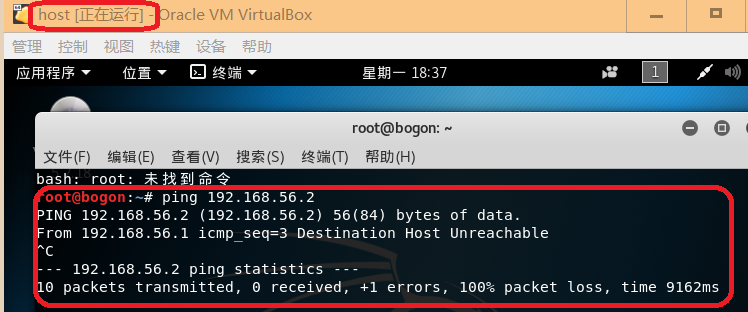 host [正在运行] - Oracle VM VirtualBox
管理 控制 视图 热键 设备 帮助
应用程序 位置 终端 星期一 18:37 1
root@bogon: ~
文件(F) 编辑(E) 查看(V) 搜索(S) 终端(T) 帮助(H)
bash: root: 未找到命令
root@bogon:~# ping 192.168.56.2
PING 192.168.56.2 (192.168.56.2) 56(84) bytes of data.
From 192.168.56.1 icmp_seq=3 Destination Host Unreachable
^C
--- 192.168.56.2 ping statistics ---
10 packets transmitted, 0 received, +1 errors, 100% packet loss, time 9162ms